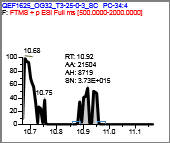 QEF1625_OG32_T3-25-0-3_SC PC-34:4
F: FTMS + p ESI Full ms [500.0000-2000.0000]
10.68
100
RT: 10.92
AA: 21504
AH: 8719
SN: 3.73E+015
80
60
40
10.75
20
0
10.7 10.8 10.9 11.0 11.1